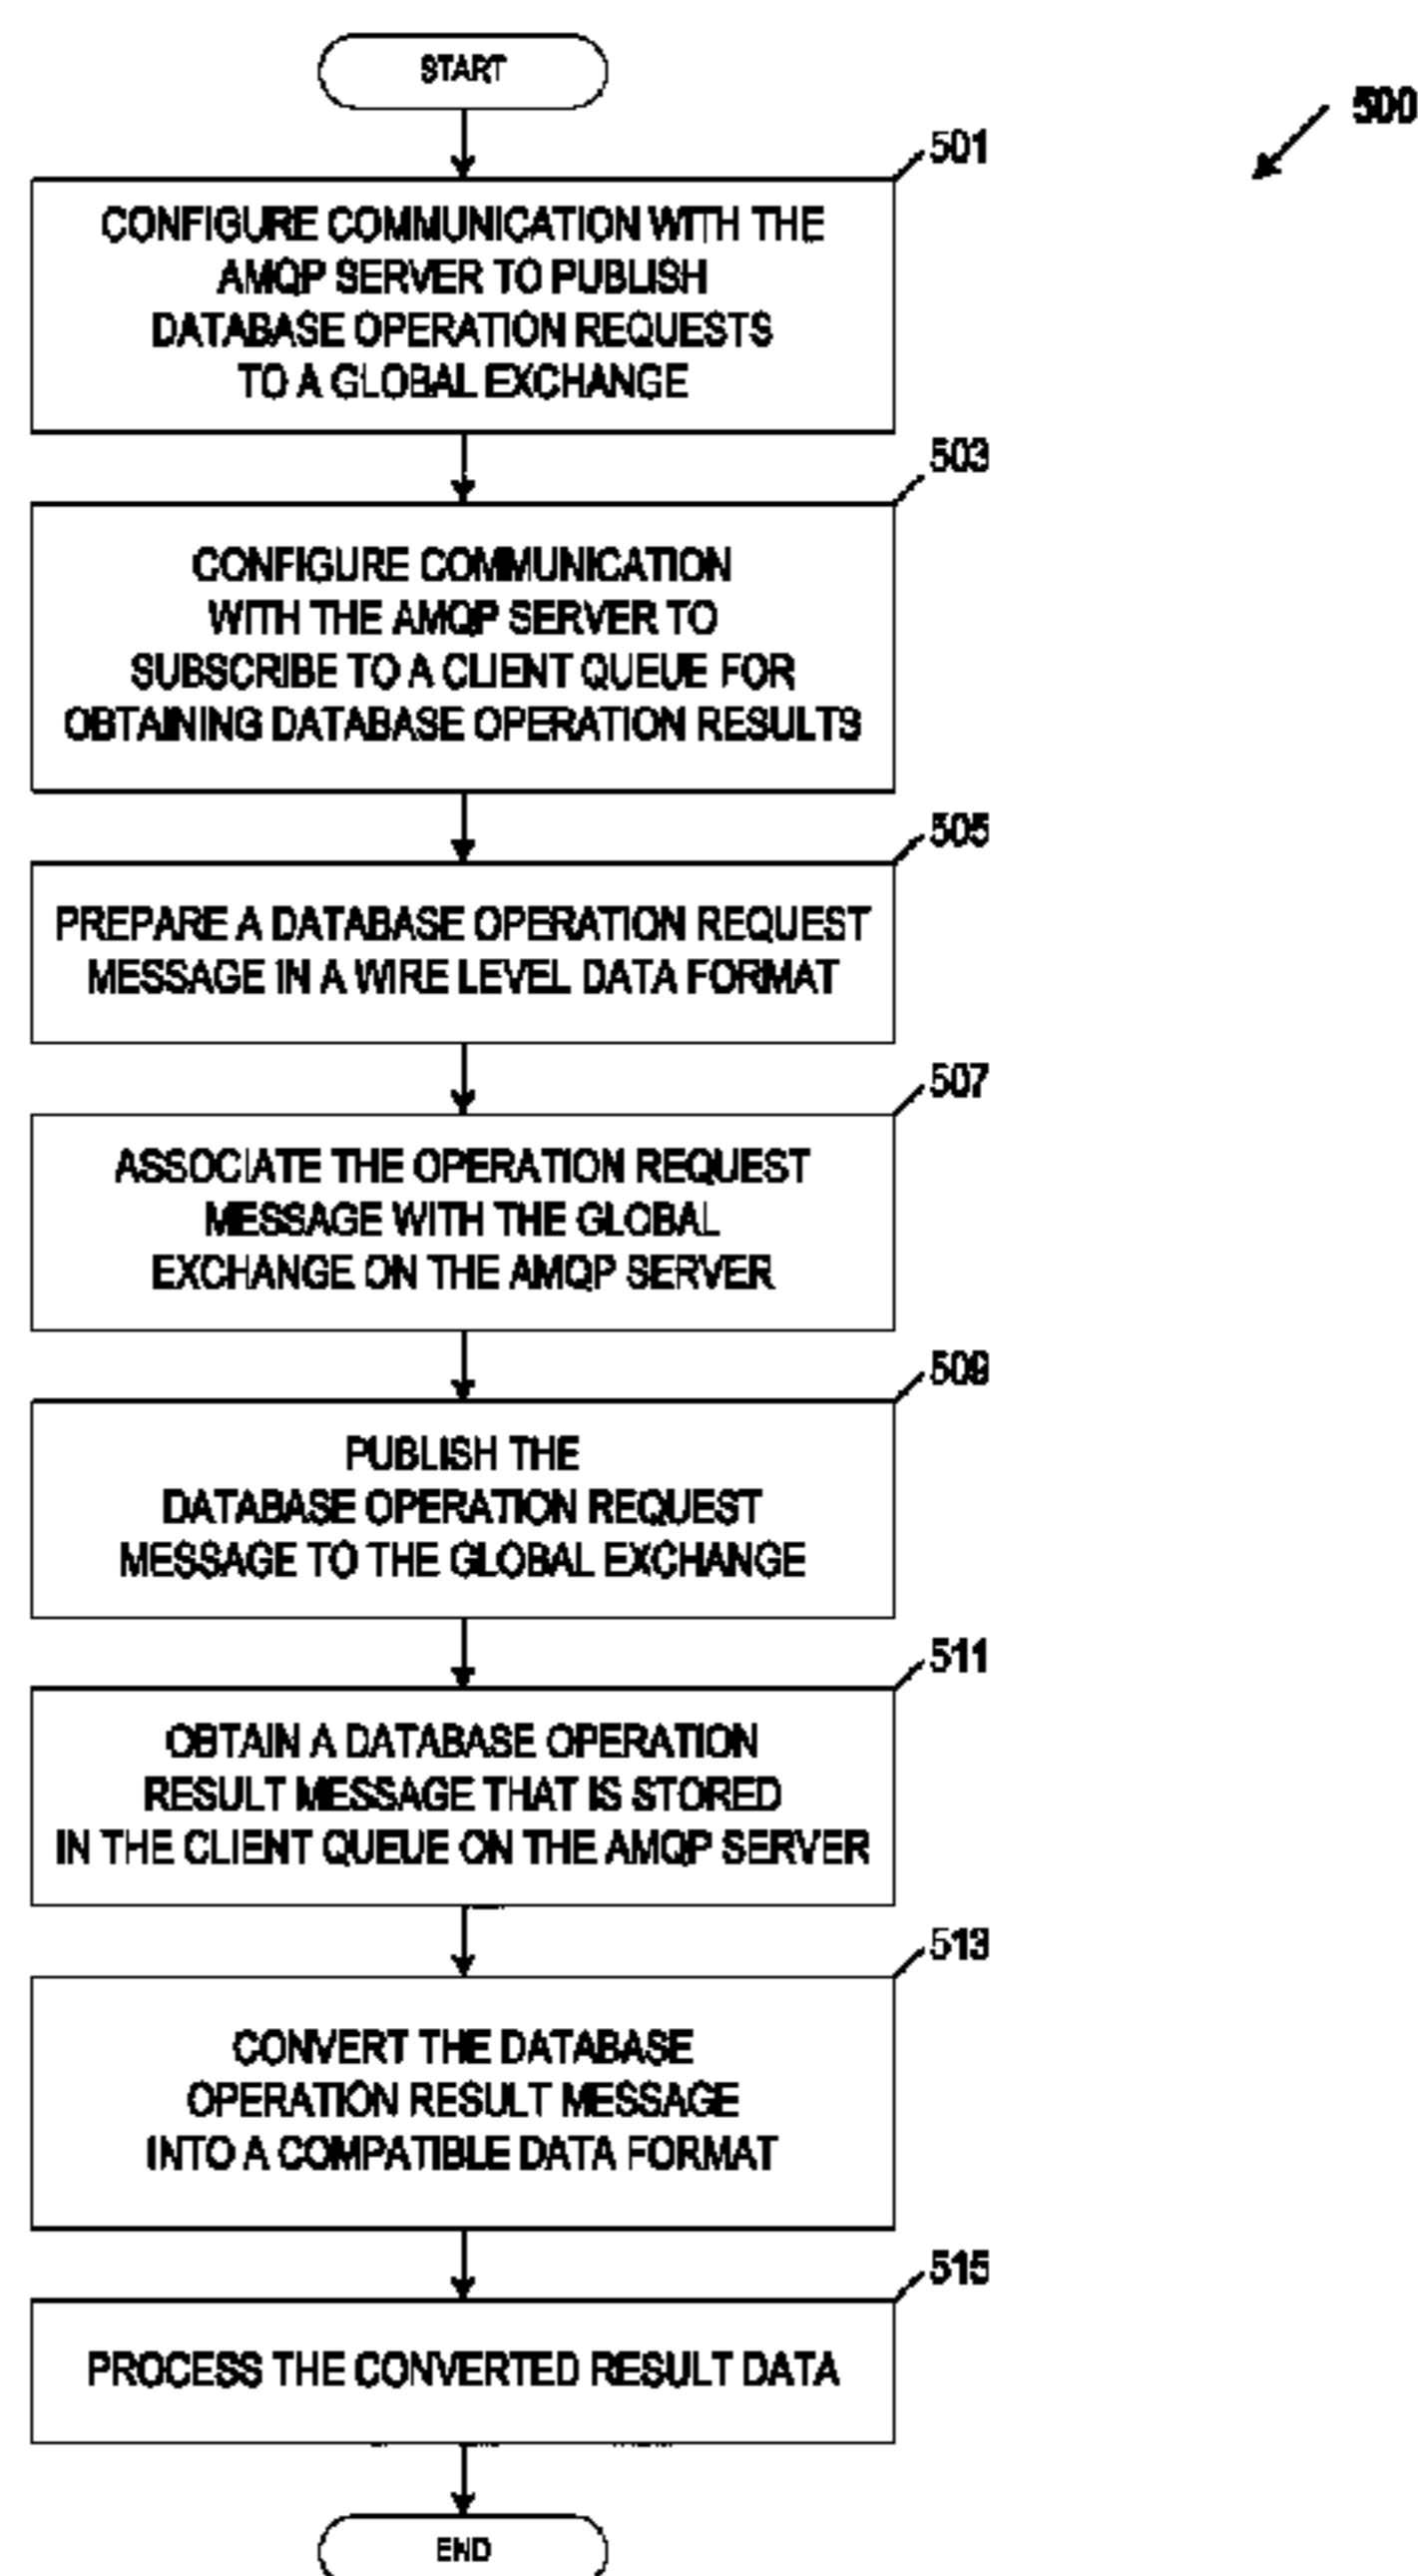 START
500
501
CONFIGURE COMMUNICATION WITH THE
AMQP SERVER TO PUBLISH
DATABASE OPERATION REQUESTS
TO A GLOBAL EXCHANGE
503
CONFIGURE COMMUNICATION
WITH THE AMQP SERVER TO
SUBSCRIBE TO A CLIENT QUEUE FOR
OBTAINING DATABASE OPERATION RESULTS
505
PREPARE A DATABASE OPERATION REQUEST
MESSAGE IN A WIRE LEVEL DATA FORMAT
507
ASSOCIATE THE OPERATION REQUEST
MESSAGE WITH THE GLOBAL
EXCHANGE ON THE AMQP SERVER
509
PUBLISH THE
DATABASE OPERATION REQUEST
MESSAGE TO THE GLOBAL EXCHANGE
511
OBTAIN A DATABASE OPERATION
RESULT MESSAGE THAT IS STORED
IN THE CLIENT QUEUE ON THE AMQP SERVER
513
CONVERT THE DATABASE
OPERATION RESULT MESSAGE
INTO A COMPATIBLE DATA FORMAT
515
PROCESS THE CONVERTED RESULT DATA
END